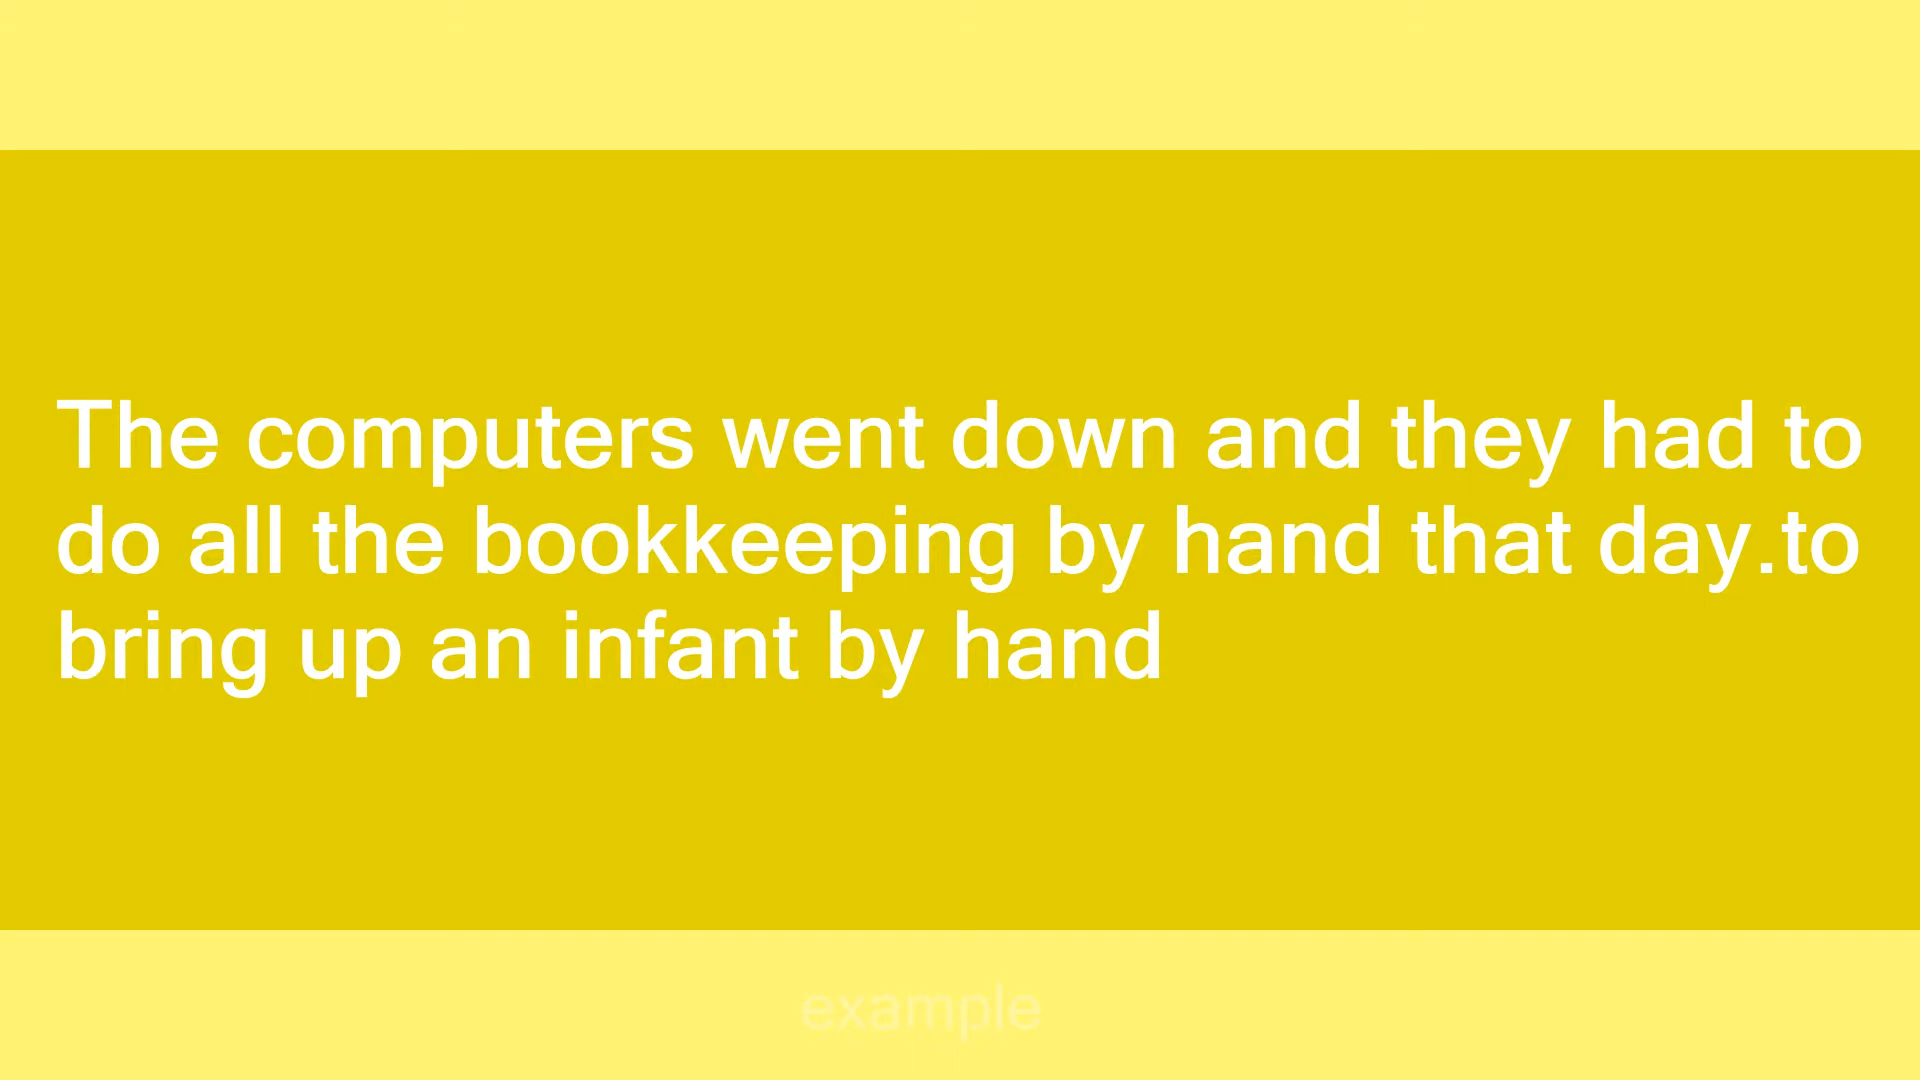 The computers went down and they had to
do all the bookkeeping by hand that day.to
bring up an infant by hand
example